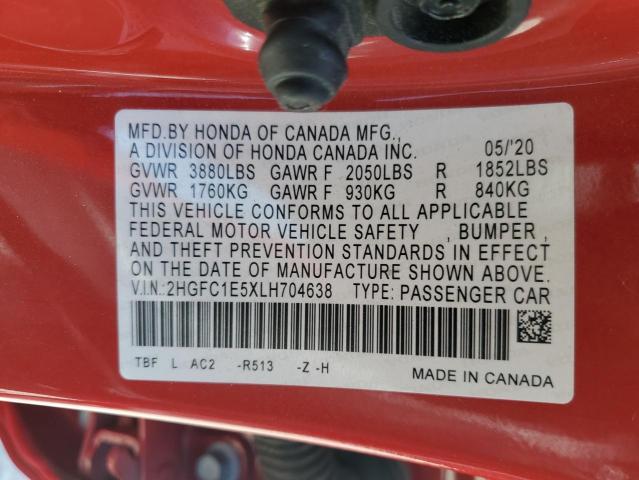 MFD.BY HONDA OF CANADA MFG.,
A DIVISION OF HONDA CANADA INC. 05/'20
GVWR 3880LBS GAWR F 2050LBS R 1852LBS
GVWR 1760KG GAWR F 930KG R 840KG
THIS VEHICLE CONFORMS TO ALL APPLICABLE
FEDERAL MOTOR VEHICLE SAFETY , BUMPER ,
AND THEFT PREVENTION STANDARDS IN EFFECT
ON THE DATE OF MANUFACTURE SHOWN ABOVE.
V.I.N.:2HGFC1E5XLH704638 TYPE: PASSENGER CAR
TBF L AC2 -R513 -Z -H
MADE IN CANADA